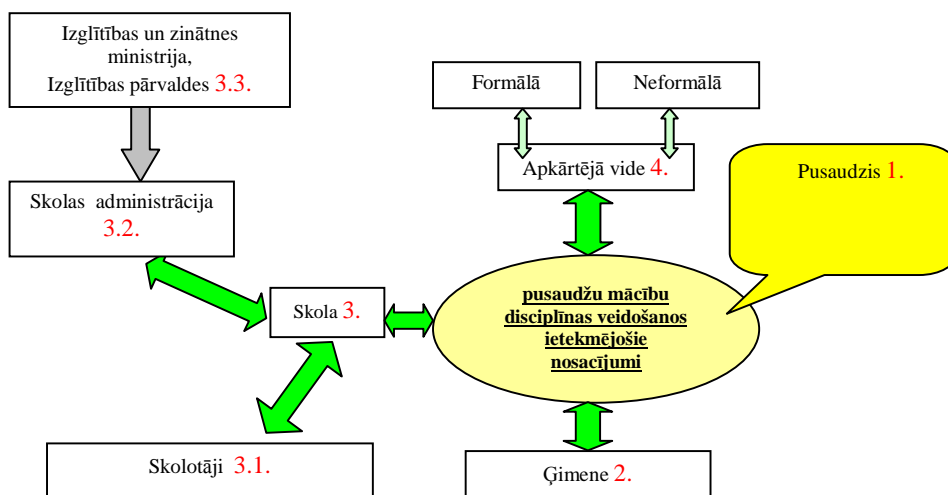 Izglītības un zinātnes
ministrija,
Izglītības pārvaldes 3.3.
Formālā
Neformālā
Apkārtējā vide 4.
Pusaudzis 1.
Skolas administrācija
3.2.
Skola 3.
pusaudžu mācību
disciplīnas veidošanos
ietekmējošie
nosacījumi
Skolotāji 3.1.
Ģimene 2.